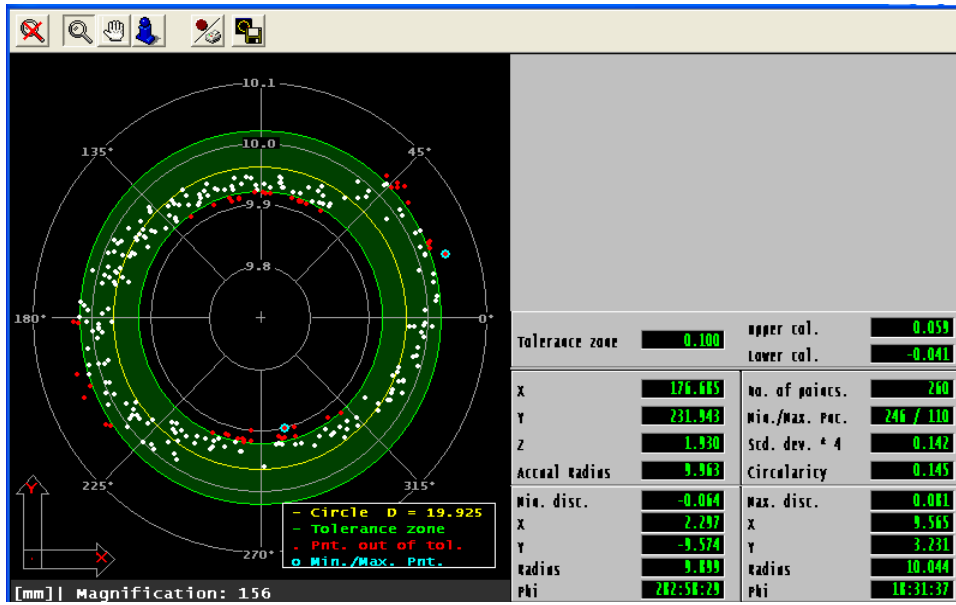 10.1
10.0
9.9
9.8
135°
45°
180°
0°
225°
315°
270°
Y
X
- Circle D = 19.925
- Tolerance zone
. Pnt. out of tol.
o Min./Max. Pnt.
[mm]| Magnification: 156
Tolerance zone 0.100
Upper tol. 0.059
Lower tol. -0.041
X 176.685
Y 231.943
Z 1.930
Actual Radius 9.963
No. of points. 260
Min./Max. Pnt. 246 / 110
Std. dev. * 4 0.142
Circularity 0.145
Min. disc. -0.064
X 2.297
Y -9.574
Radius 9.899
Phi 282:58:29
Max. disc. 0.081
X 9.565
Y 3.231
Radius 10.044
Phi 18:31:37